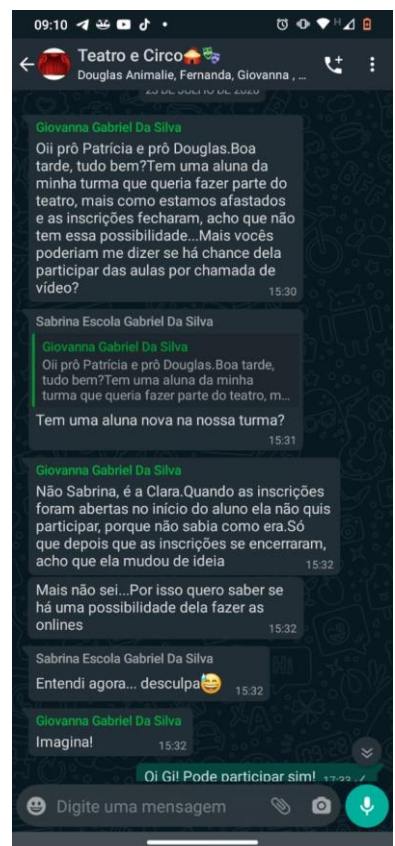 09:10
Teatro e Circo
Douglas Animalie, Fernanda, Giovanna , ...
23 DE JULHO DE 2020
Giovanna Gabriel Da Silva
Oii prô Patrícia e prô Douglas.Boa
tarde, tudo bem?Tem uma aluna da
minha turma que queria fazer parte do
teatro, mais como estamos afastados
e as inscrições fecharam, acho que não
tem essa possibilidade...Mais vocês
poderiam me dizer se há chance dela
participar das aulas por chamada de
vídeo?
15:30
Sabrina Escola Gabriel Da Silva
Giovanna Gabriel Da Silva
Oii prô Patrícia e prô Douglas.Boa tarde,
tudo bem?Tem uma aluna da minha
turma que queria fazer parte do teatro, m...
Tem uma aluna nova na nossa turma?
15:31
Giovanna Gabriel Da Silva
Não Sabrina, é a Clara.Quando as inscrições
foram abertas no início do aluno ela não quis
participar, porque não sabia como era.Só
que depois que as inscrições se encerraram,
acho que ela mudou de ideia
15:32
Mais não sei...Por isso quero saber se
há uma possibilidade dela fazer as
onlines
15:32
Sabrina Escola Gabriel Da Silva
Entendi agora... desculpa😅
15:32
Giovanna Gabriel Da Silva
Imagina!
15:32
Oi Gi! Pode participar sim! 17:33
Digite uma mensagem